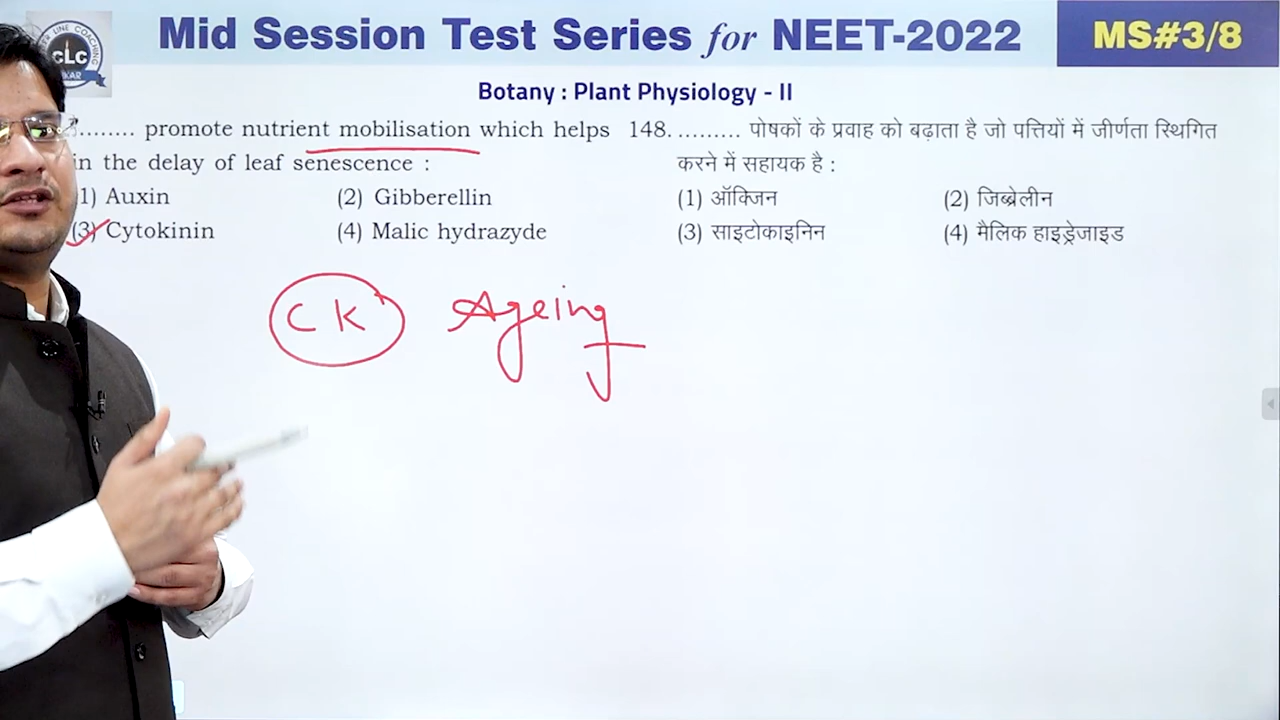 Mid Session Test Series for NEET-2022
MS#3/8
CLC
Botany : Plant Physiology - II
......... promote nutrient mobilisation which helps
in the delay of leaf senescence :
1) Auxin (2) Gibberellin
(3) Cytokinin (4) Malic hydrazyde
148. ......... पोषकों के प्रवाह को बढ़ाता है जो पत्तियों में जीर्णता स्थगित
करने में सहायक है :
(1) ऑक्जिन (2) जिब्रेलीन
(3) साइटोकाइनिन (4) मैलिक हाइड्रेजाइड
CK Ageing